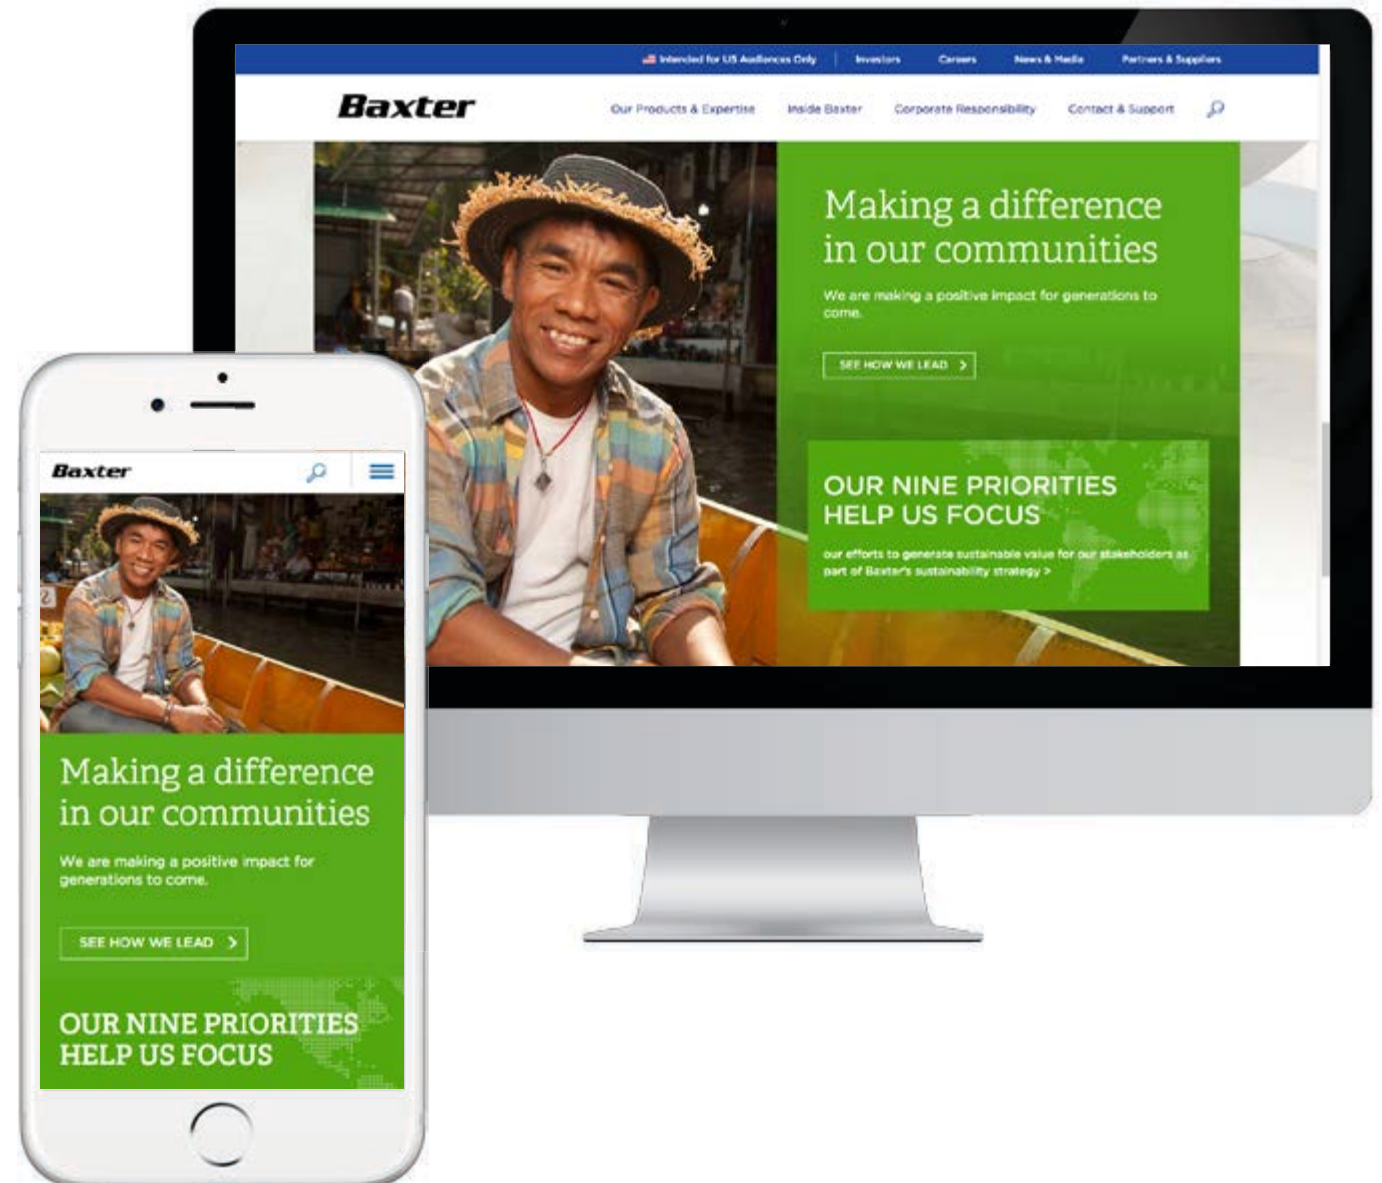 Intended for US Audiences Only
Investors
Careers
News & Media
Partners & Suppliers
Baxter
Our Products & Expertise
Inside Baxter
Corporate Responsibility
Contact & Support
Making a difference
in our communities
We are making a positive impact for generations to
come.
SEE HOW WE LEAD >
OUR NINE PRIORITIES
HELP US FOCUS
our efforts to generate sustainable value for our stakeholders as
part of Baxter's sustainability strategy >
Baxter
Making a difference
in our communities
We are making a positive impact for
generations to come.
SEE HOW WE LEAD >
OUR NINE PRIORITIES
HELP US FOCUS